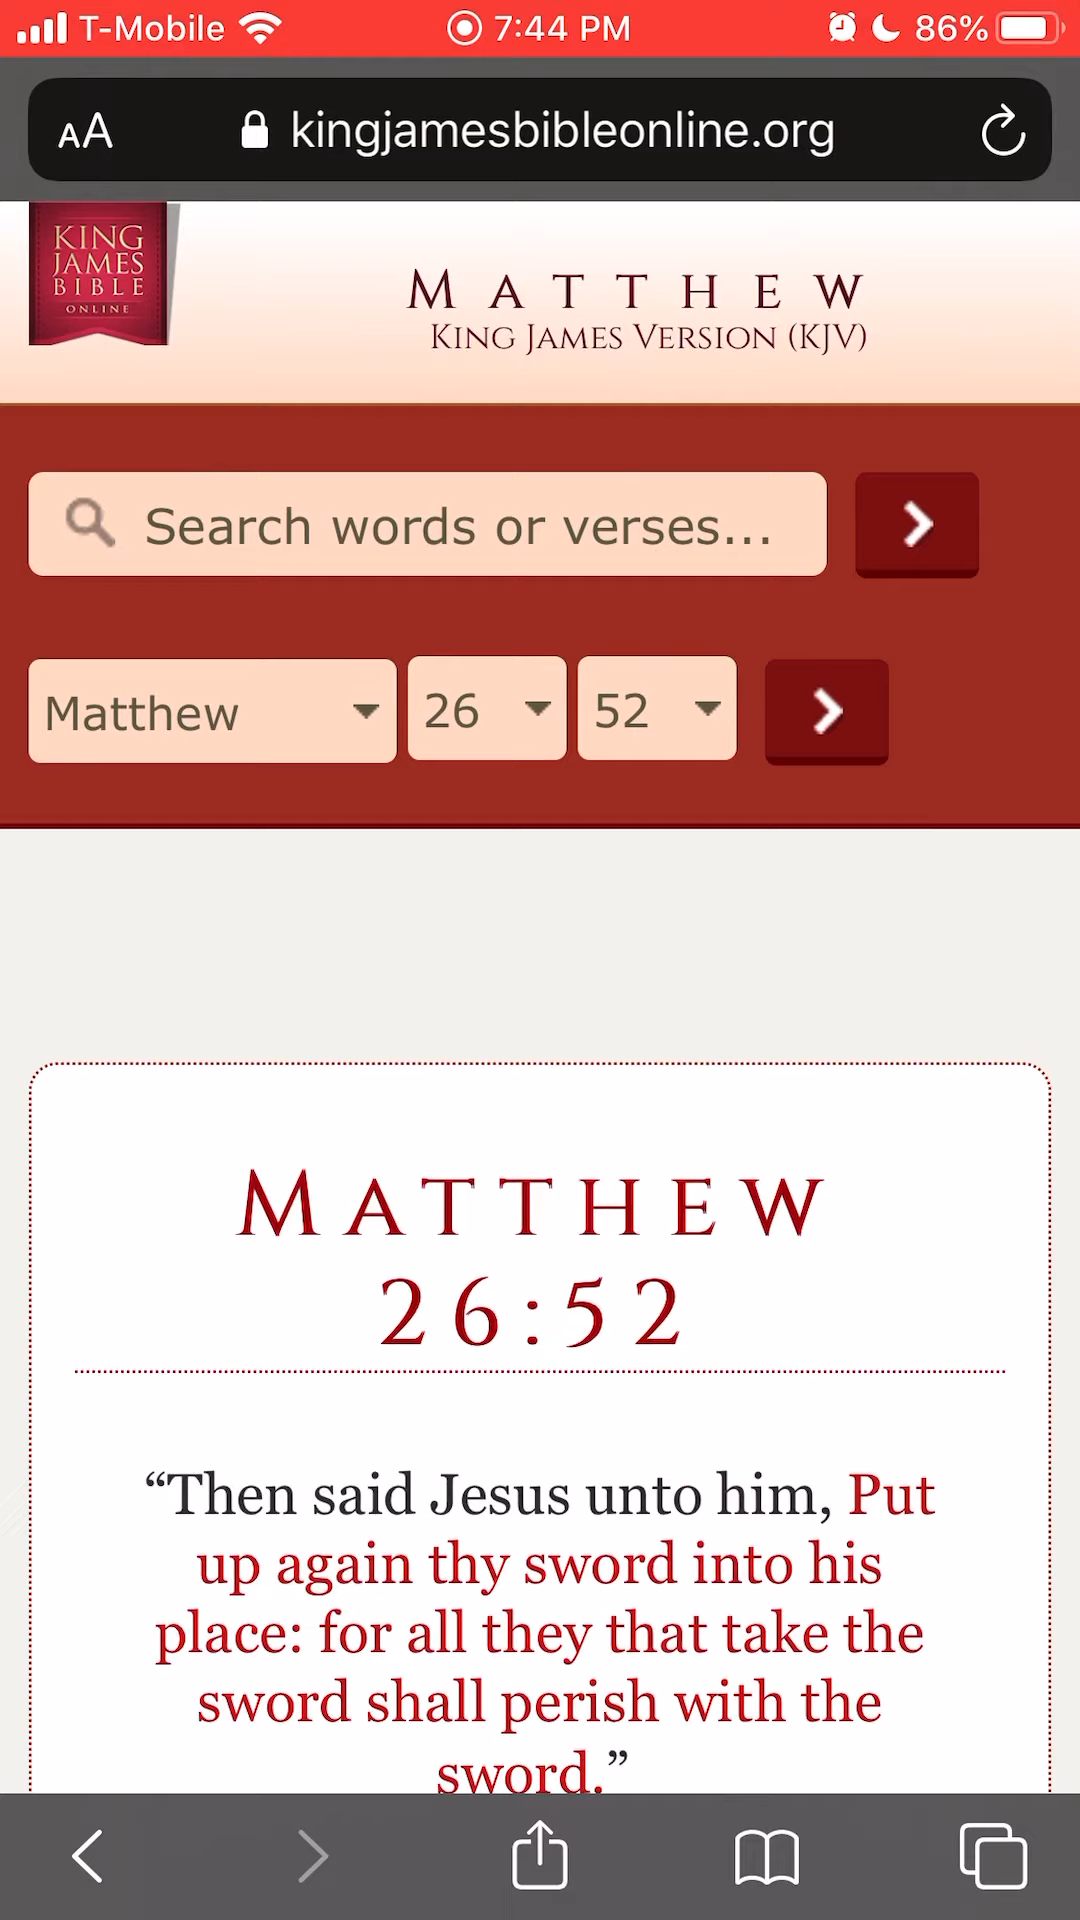 T-Mobile 7:44 PM 86%
AA kingjamesbibleonline.org
KING
JAMES
BIBLE
ONLINE
MATTHEW
KING JAMES VERSION (KJV)
Search words or verses...
Matthew 26 52
MATTHEW
26:52
“Then said Jesus unto him, Put
up again thy sword into his
place: for all they that take the
sword shall perish with the
sword.”